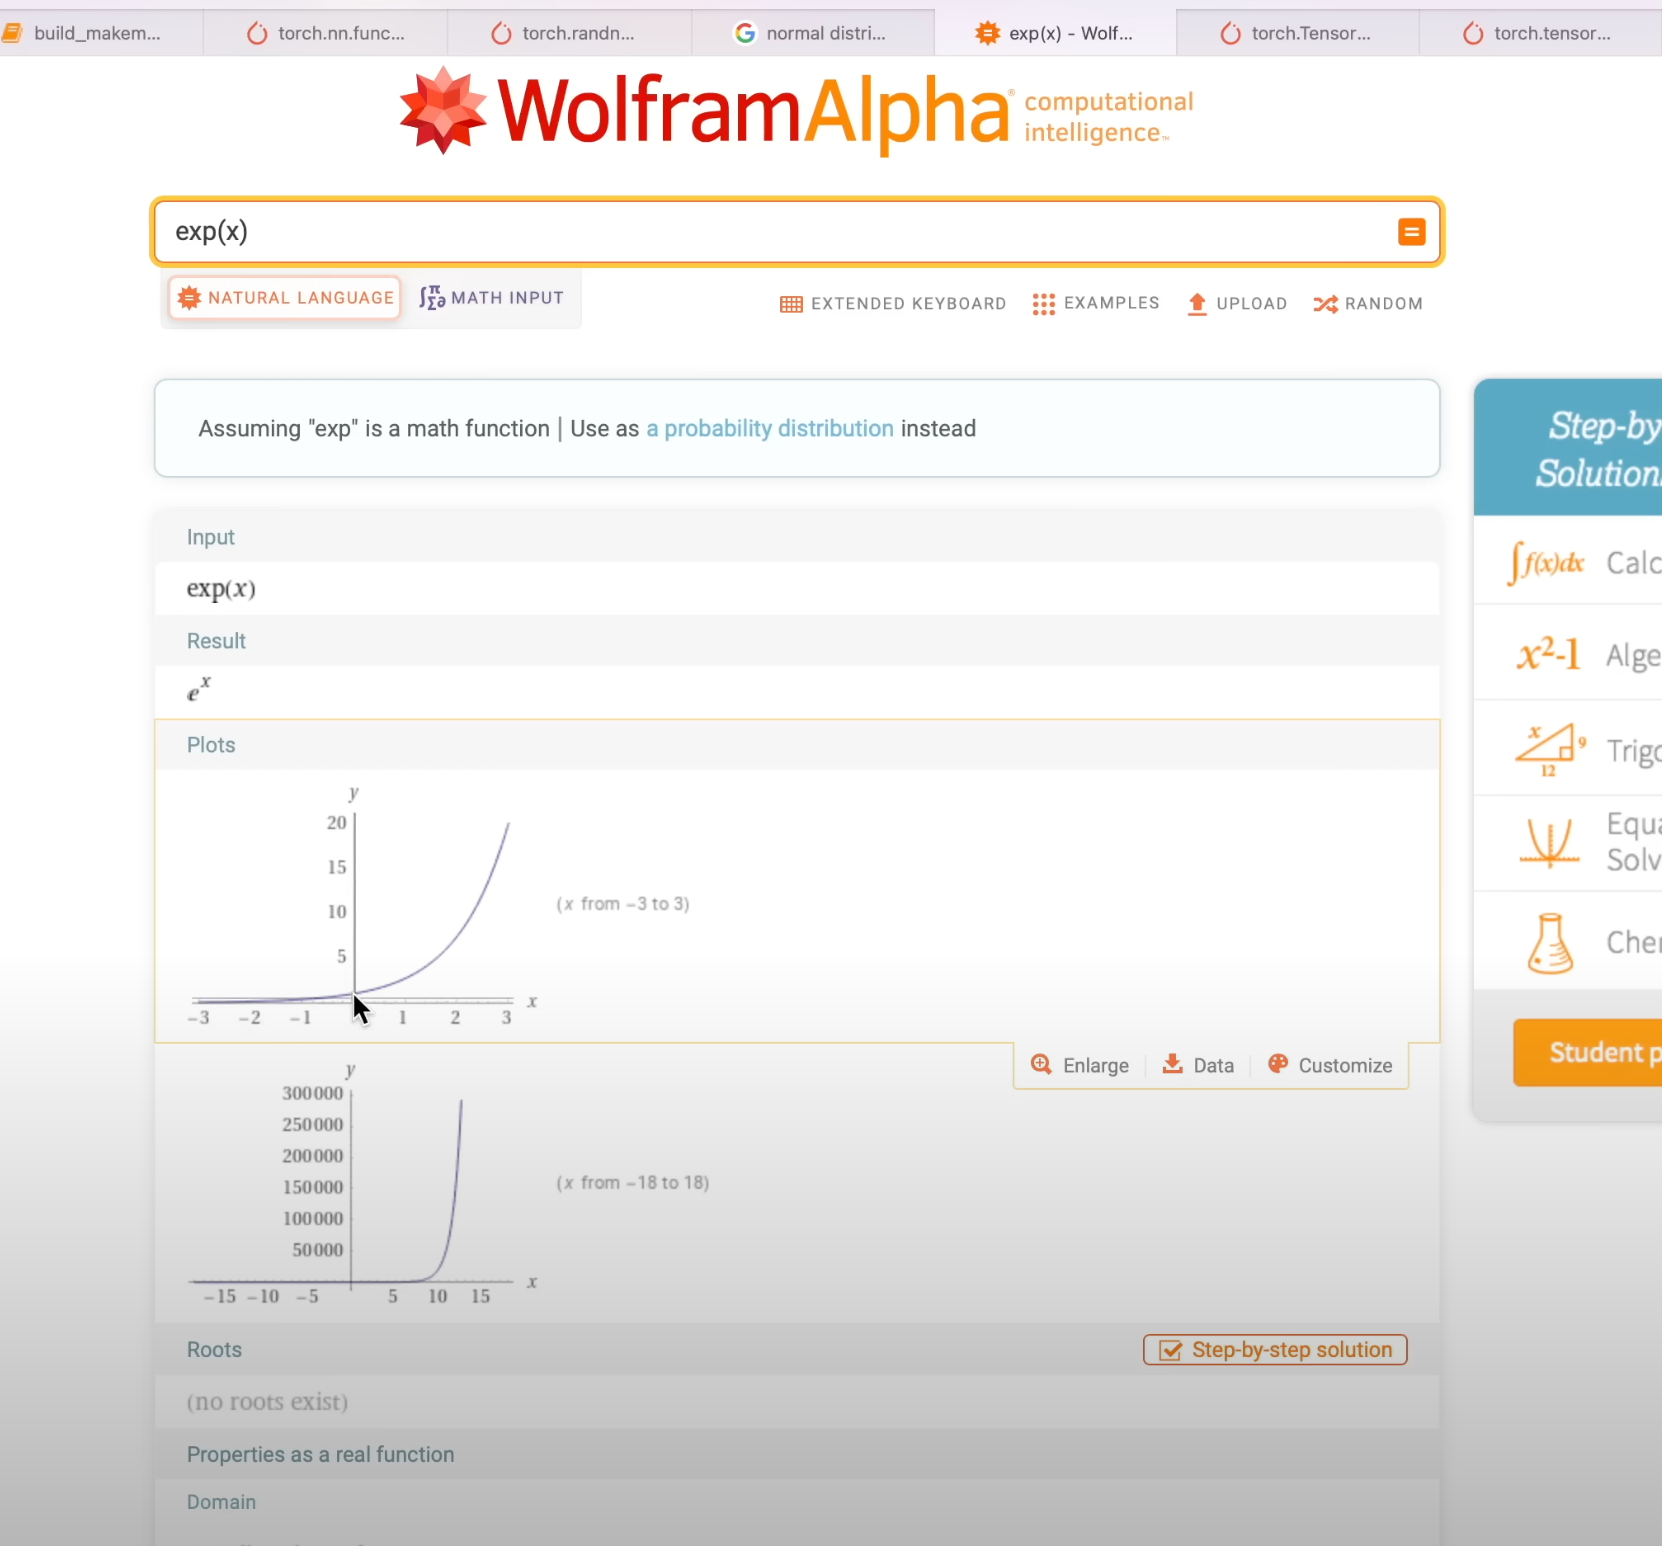 build_makem...
torch.nn.func...
torch.randn...
normal distri...
exp(x) - Wolf...
torch.Tensor...
torch.tensor...
WolframAlpha® computational intelligence™
exp(x)
NATURAL LANGUAGE
MATH INPUT
EXTENDED KEYBOARD
EXAMPLES
UPLOAD
RANDOM
Assuming "exp" is a math function | Use as a probability distribution instead
Input
exp(x)
Result
e^x
Plots
y
20
15
10
5
(x from −3 to 3)
x
−3 −2 −1 1 2 3
Enlarge
Data
Customize
y
300000
250000
200000
150000
100000
50000
(x from −18 to 18)
x
−15 −10 −5 5 10 15
Roots
Step-by-step solution
(no roots exist)
Properties as a real function
Domain
Step-by
Solution
∫f(x)dx Calc
x²-1 Alge
x 9 12 Trigo
Equa
Solv
Cher
Student p